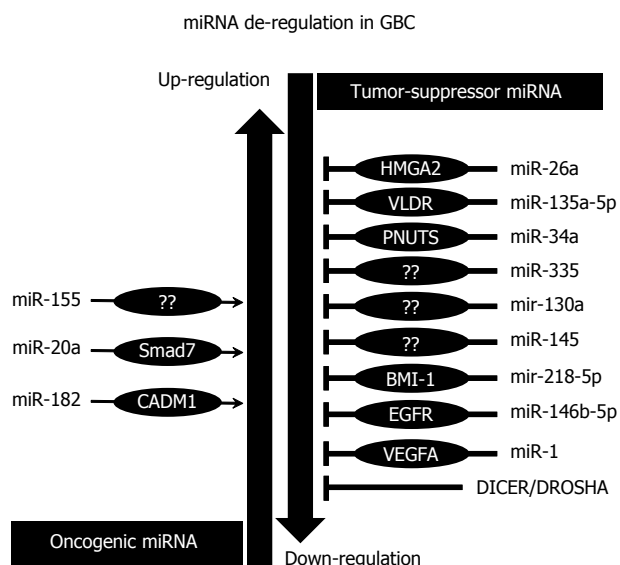 miRNA de-regulation in GBC
Up-regulation
Tumor-suppressor miRNA
HMGA2 miR-26a
VLDR miR-135a-5p
PNUTS miR-34a
?? miR-335
?? mir-130a
?? miR-145
BMI-1 mir-218-5p
EGFR miR-146b-5p
VEGFA miR-1
DICER/DROSHA
miR-155 ??
miR-20a Smad7
miR-182 CADM1
Oncogenic miRNA
Down-regulation